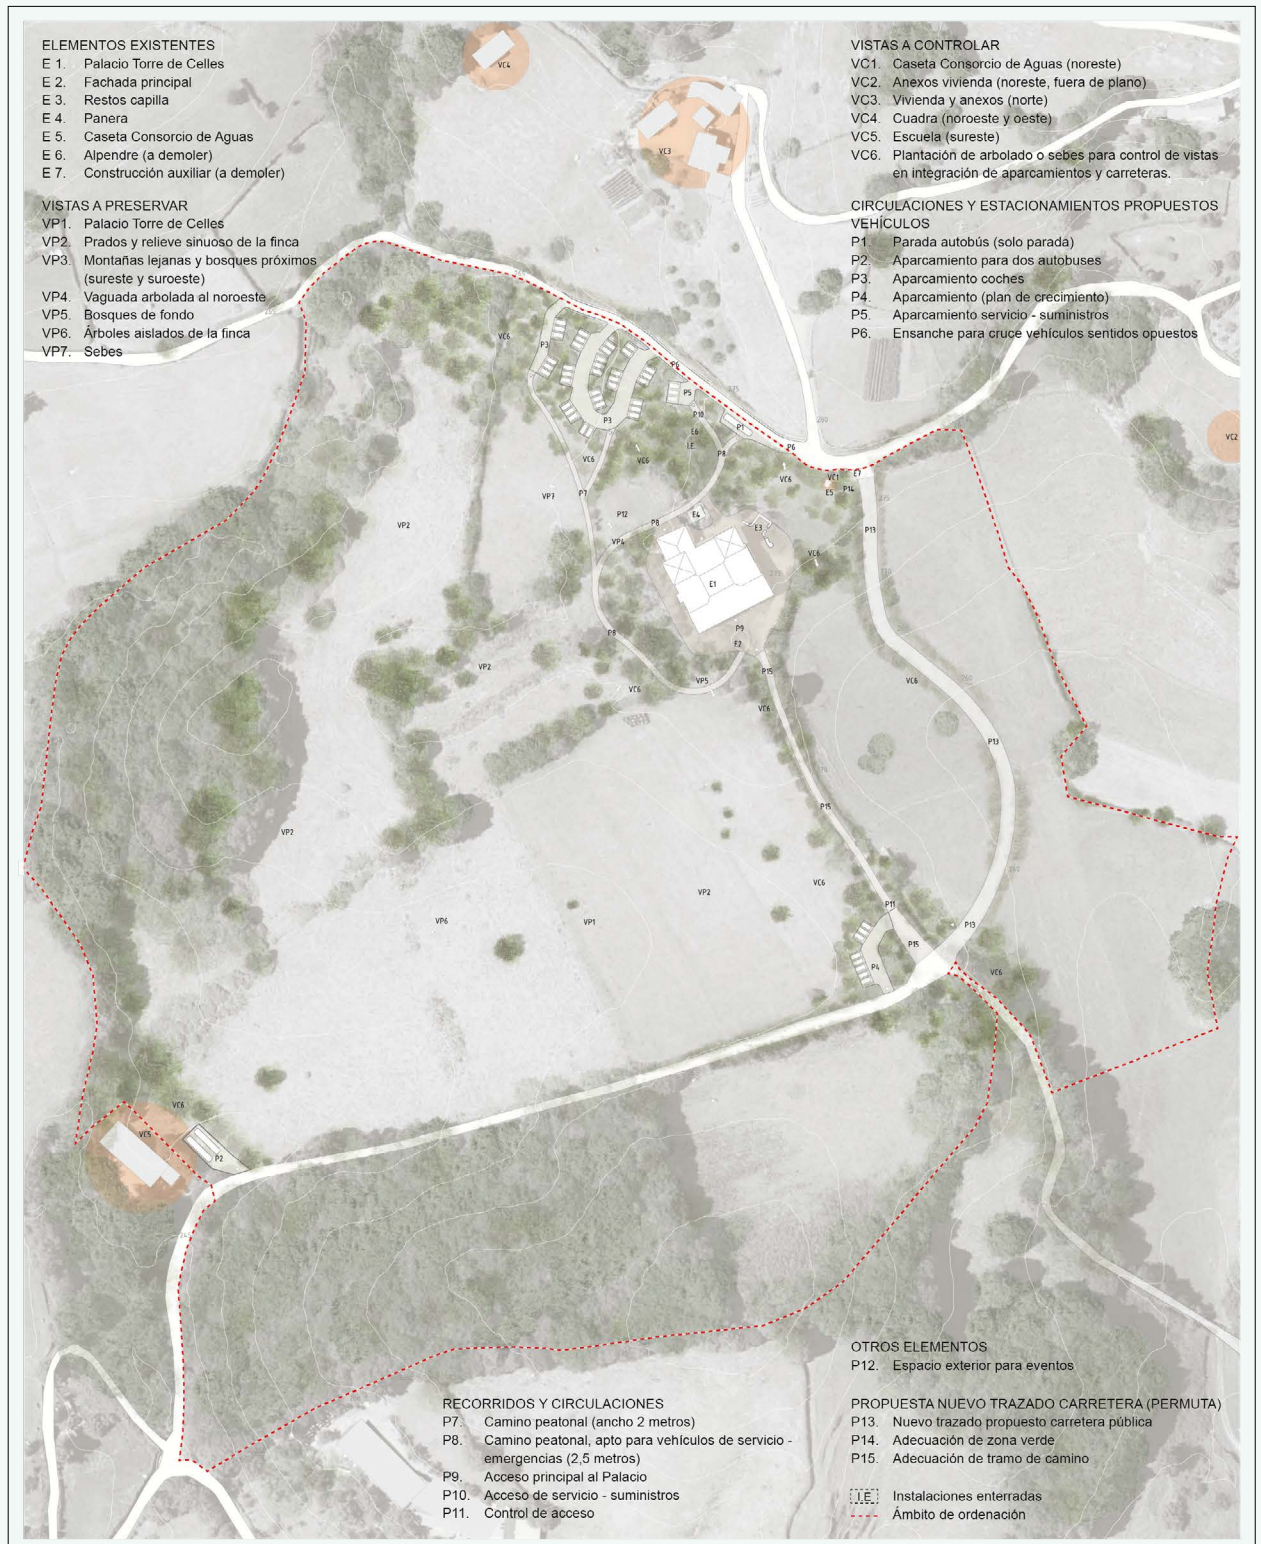 ELEMENTOS EXISTENTES
E 1. Palacio Torre de Celles
E 2. Fachada principal
E 3. Restos capilla
E 4. Panera
E 5. Caseta Consorcio de Aguas
E 6. Alpendre (a demoler)
E 7. Construcción auxiliar (a demoler)
VISTAS A PRESERVAR
VP1. Palacio Torre de Celles
VP2. Prados y relieve sinuoso de la finca
VP3. Montañas lejanas y bosques próximos
(sureste y suroeste)
VP4. Vaguada arbolada al noroeste
VP5. Bosques de fondo
VP6. Árboles aislados de la finca
VP7. Sebes
VISTAS A CONTROLAR
VC1. Caseta Consorcio de Aguas (noreste)
VC2. Anexos vivienda (noreste, fuera de plano)
VC3. Vivienda y anexos (norte)
VC4. Cuadra (noroeste y oeste)
VC5. Escuela (sureste)
VC6. Plantación de arbolado o sebes para control de vistas
en integración de aparcamientos y carreteras.
CIRCULACIONES Y ESTACIONAMIENTOS PROPUESTOS
VEHÍCULOS
P1. Parada autobús (solo parada)
P2. Aparcamiento para dos autobuses
P3. Aparcamiento coches
P4. Aparcamiento (plan de crecimiento)
P5. Aparcamiento servicio - suministros
P6. Ensanche para cruce vehículos sentidos opuestos
VC4
VC3
VC2
VC6
P3
P6
P5
P10
E6
I.E.
P1
P8
P6
P3
VC6
VC6
VC6
VC1
E7
E5
P14
VP7
P7
VP2
P12
P8
E4
E3
P13
VP4
VC6
E1
P8
P9
E2
VP2
P15
VC6
VP5
VC6
VC6
P13
P15
VP2
VC6
VP2
VP6
VP1
P11
P13
P15
P4
VC6
VC6
VC5
P2
OTROS ELEMENTOS
P12. Espacio exterior para eventos
RECORRIDOS Y CIRCULACIONES
P7. Camino peatonal (ancho 2 metros)
P8. Camino peatonal, apto para vehículos de servicio -
emergencias (2,5 metros)
P9. Acceso principal al Palacio
P10. Acceso de servicio - suministros
P11. Control de acceso
PROPUESTA NUEVO TRAZADO CARRETERA (PERMUTA)
P13. Nuevo trazado propuesto carretera pública
P14. Adecuación de zona verde
P15. Adecuación de tramo de camino
I.E. Instalaciones enterradas
Ámbito de ordenación